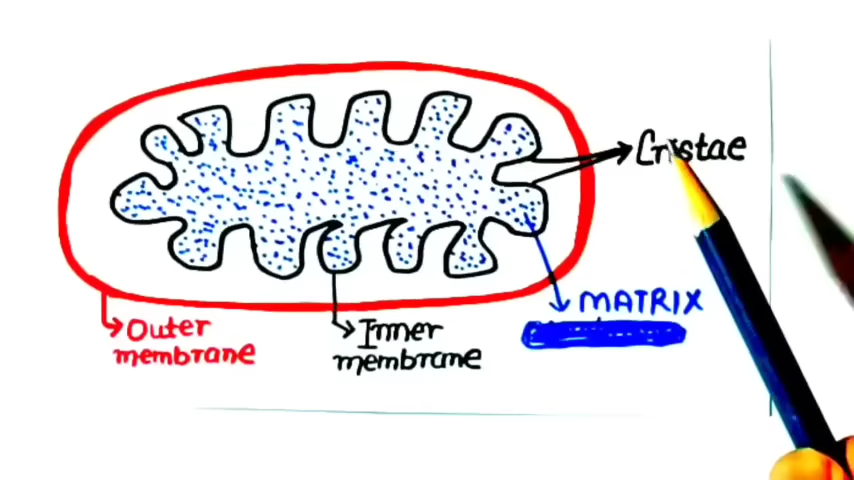 Cristae
MATRIX
Outer
membrane
Inner
membrane